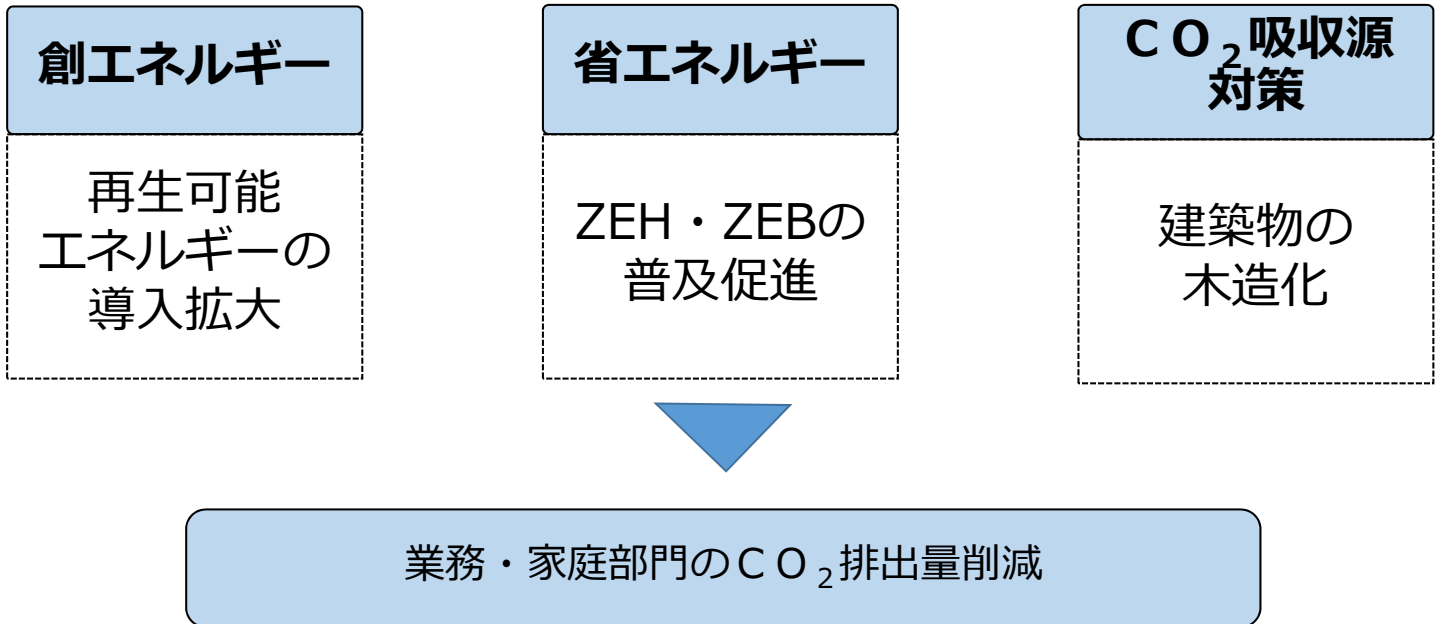 創エネルギー
再生可能
エネルギーの
導入拡大
省エネルギー
ZEH・ZEBの
普及促進
ＣＯ₂吸収源
対策
建築物の
木造化
業務・家庭部門のＣＯ₂排出量削減